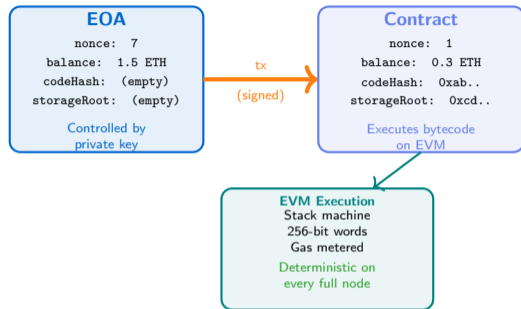 EOA
nonce: 7
balance: 1.5 ETH
codeHash: (empty)
storageRoot: (empty)
Controlled by
private key
tx
(signed)
Contract
nonce: 1
balance: 0.3 ETH
codeHash: 0xab..
storageRoot: 0xcd..
Executes bytecode
on EVM
EVM Execution
Stack machine
256-bit words
Gas metered
Deterministic on
every full node